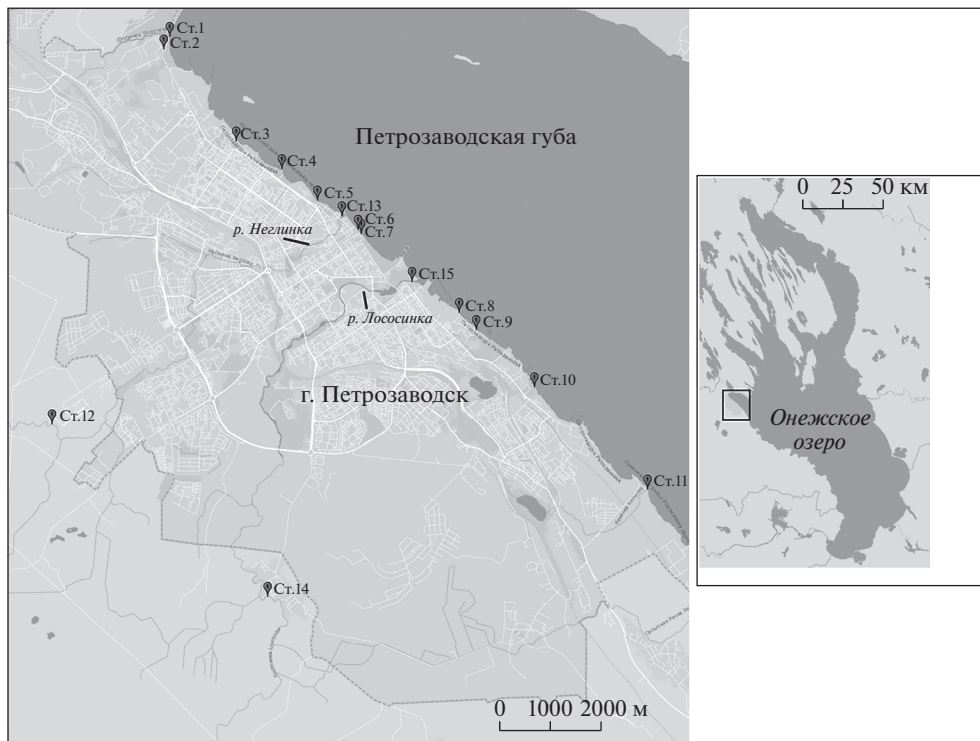 Ст.1
Ст.2
Ст.3
Петрозаводская губа
Ст.4
Ст.5
Ст.13
Ст.6
Ст.7
р. Неглинка
Ст.15
Ст.8
р. Лососинка
Ст.9
Ст.10
г. Петрозаводск
Ст.12
Ст.11
Ст.14
0 1000 2000 м
0 25 50 км
Онежское
озеро